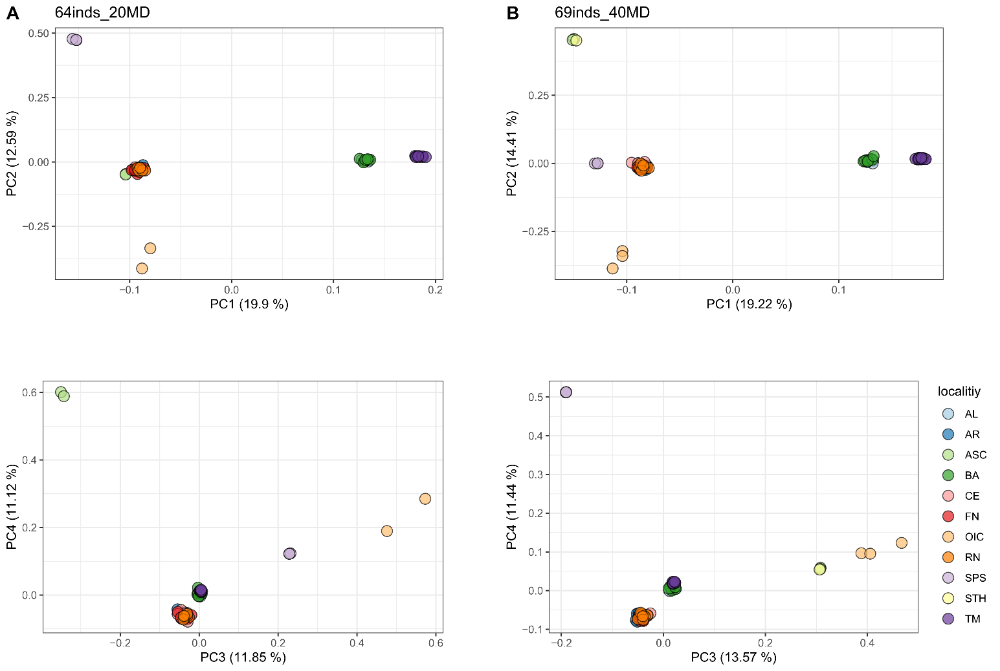 A 64inds_20MD
0.50
0.25
0.00
−0.25
PC2 (12.59 %)
−0.1 0.0 0.1 0.2
PC1 (19.9 %)
B 69inds_40MD
0.25
0.00
−0.25
PC2 (14.41 %)
−0.1 0.0 0.1
PC1 (19.22 %)
0.6
0.4
0.2
0.0
PC4 (11.12 %)
−0.2 0.0 0.2 0.4 0.6
PC3 (11.85 %)
0.5
0.4
0.3
0.2
0.1
0.0
−0.1
PC4 (11.44 %)
−0.2 0.0 0.2 0.4
PC3 (13.57 %)
localitiy
AL
AR
ASC
BA
CE
FN
OIC
RN
SPS
STH
TM